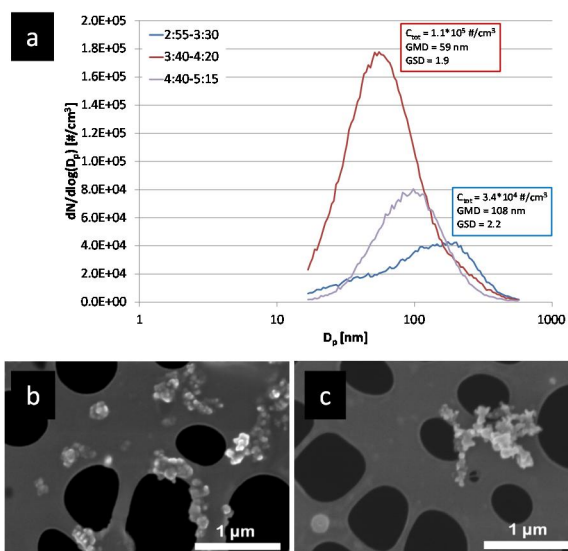 a
2.0E+05
1.8E+05
1.6E+05
1.4E+05
1.2E+05
1.0E+05
8.0E+04
6.0E+04
4.0E+04
2.0E+04
0.0E+00
dN/dlog(Dp) [#/cm³]
2:55-3:30
3:40-4:20
4:40-5:15
Ctot = 1.1*10⁵ #/cm³
GMD = 59 nm
GSD = 1.9
Ctot = 3.4*10⁴ #/cm³
GMD = 108 nm
GSD = 2.2
1 10 100 1000
Dp [nm]
b
1 µm
c
1 µm